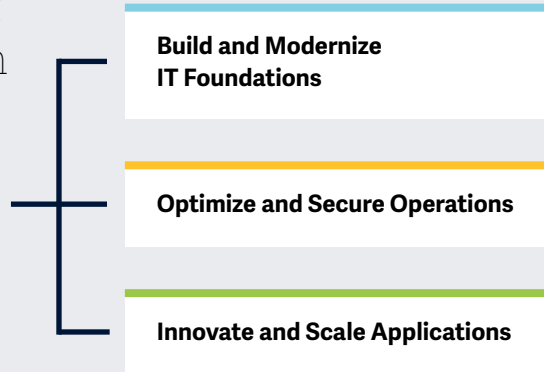 Build and Modernize
IT Foundations
Optimize and Secure Operations
Innovate and Scale Applications